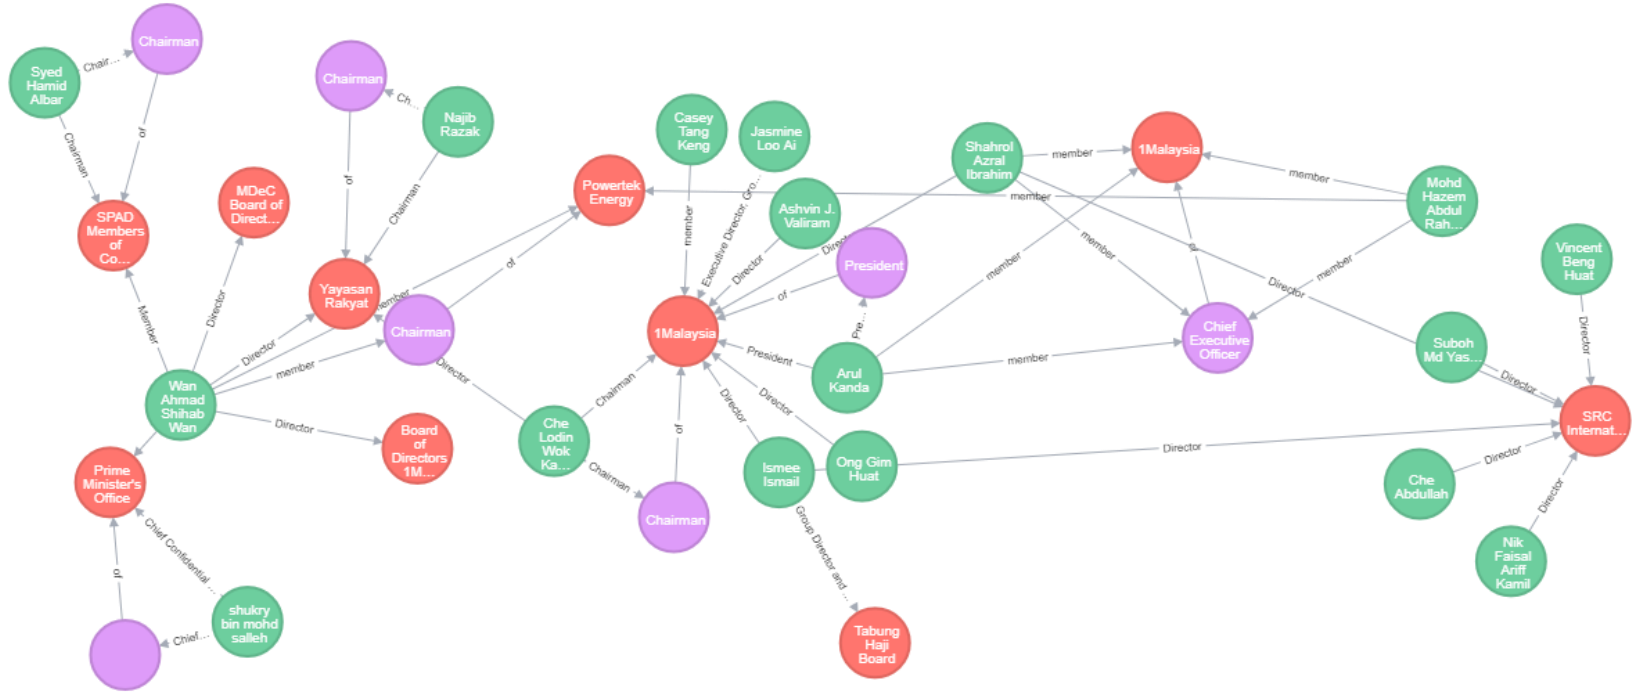 Chairman
Syed
Hamid
Albar
Chair…
of
Chairman
SPAD
Members
of
Co…
Chairman
Ch…
Najib
Razak
of
Chairman
MDeC
Board of
Direct…
Yayasan
Rakyat
Powertek
Energy
Member
Director
Director
member
of
Chairman
member
Director
Wan
Ahmad
Shihab
Wan
Director
Board
of
Directors
1M…
Prime
Minister's
Office
Chief Confidential …
of
Chief…
shukry
bin mohd
salleh
Casey
Tang
Keng
Jasmine
Loo Ai
member
Executive Director, Gro…
Ashvin J.
Valiram
Director
Direct
President
of
1Malaysia
Pre…
President
Arul
Kanda
Che
Lodin
Wok
Ka…
Chairman
Chairman
of
Chairman
Director
Director
Ismee
Ismail
Ong Gim
Huat
Group Director and …
Tabung
Haji
Board
Director
Shahrol
Azral
Ibrahim
member
1Malaysia
member
member
Mohd
Hazem
Abdul
Rah…
member
member
of
member
Director
member
Chief
Executive
Officer
Vincent
Beng
Huat
Director
Suboh
Md Yas…
Director
SRC
Internat…
Che
Abdullah
Director
Director
Nik
Faisal
Ariff
Kamil